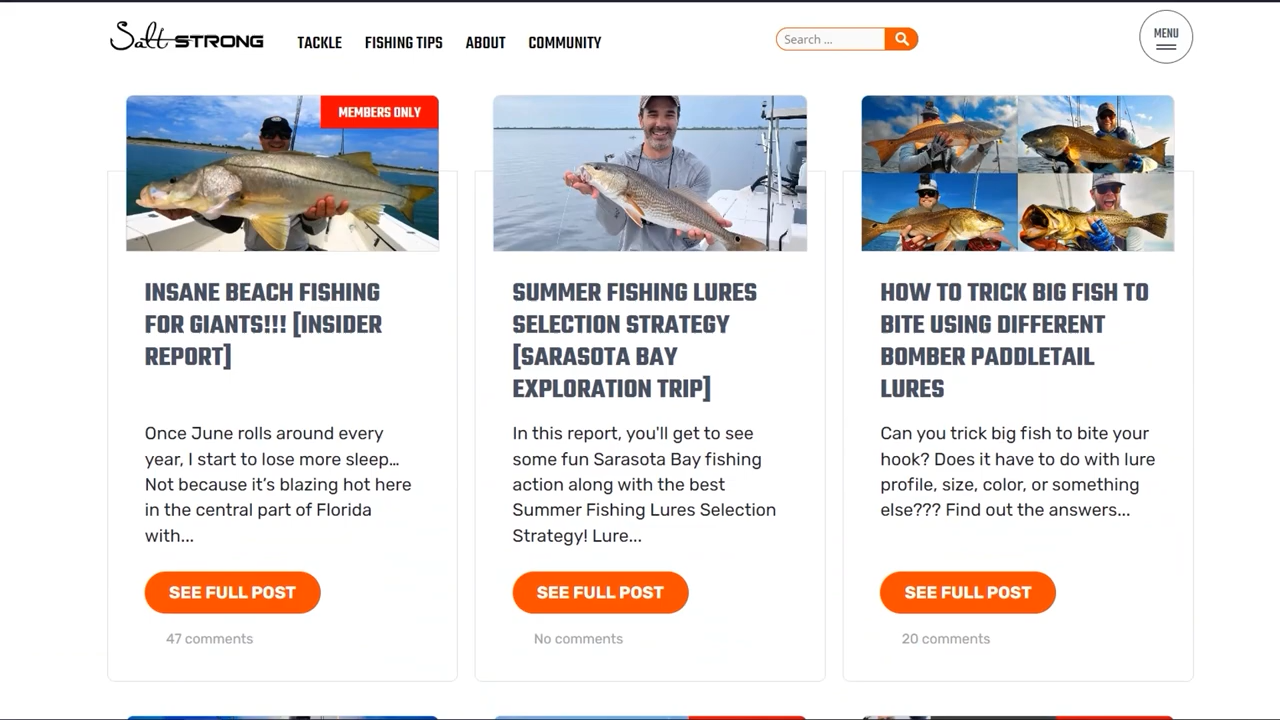 Salt STRONG
TACKLE
FISHING TIPS
ABOUT
COMMUNITY
Search ...
MENU
MEMBERS ONLY
INSANE BEACH FISHING
FOR GIANTS!!! [INSIDER
REPORT]
Once June rolls around every
year, I start to lose more sleep...
Not because it's blazing hot here
in the central part of Florida
with...
SEE FULL POST
47 comments
SUMMER FISHING LURES
SELECTION STRATEGY
[SARASOTA BAY
EXPLORATION TRIP]
In this report, you'll get to see
some fun Sarasota Bay fishing
action along with the best
Summer Fishing Lures Selection
Strategy! Lure...
SEE FULL POST
No comments
HOW TO TRICK BIG FISH TO
BITE USING DIFFERENT
BOMBER PADDLETAIL
LURES
Can you trick big fish to bite your
hook? Does it have to do with lure
profile, size, color, or something
else??? Find out the answers...
SEE FULL POST
20 comments